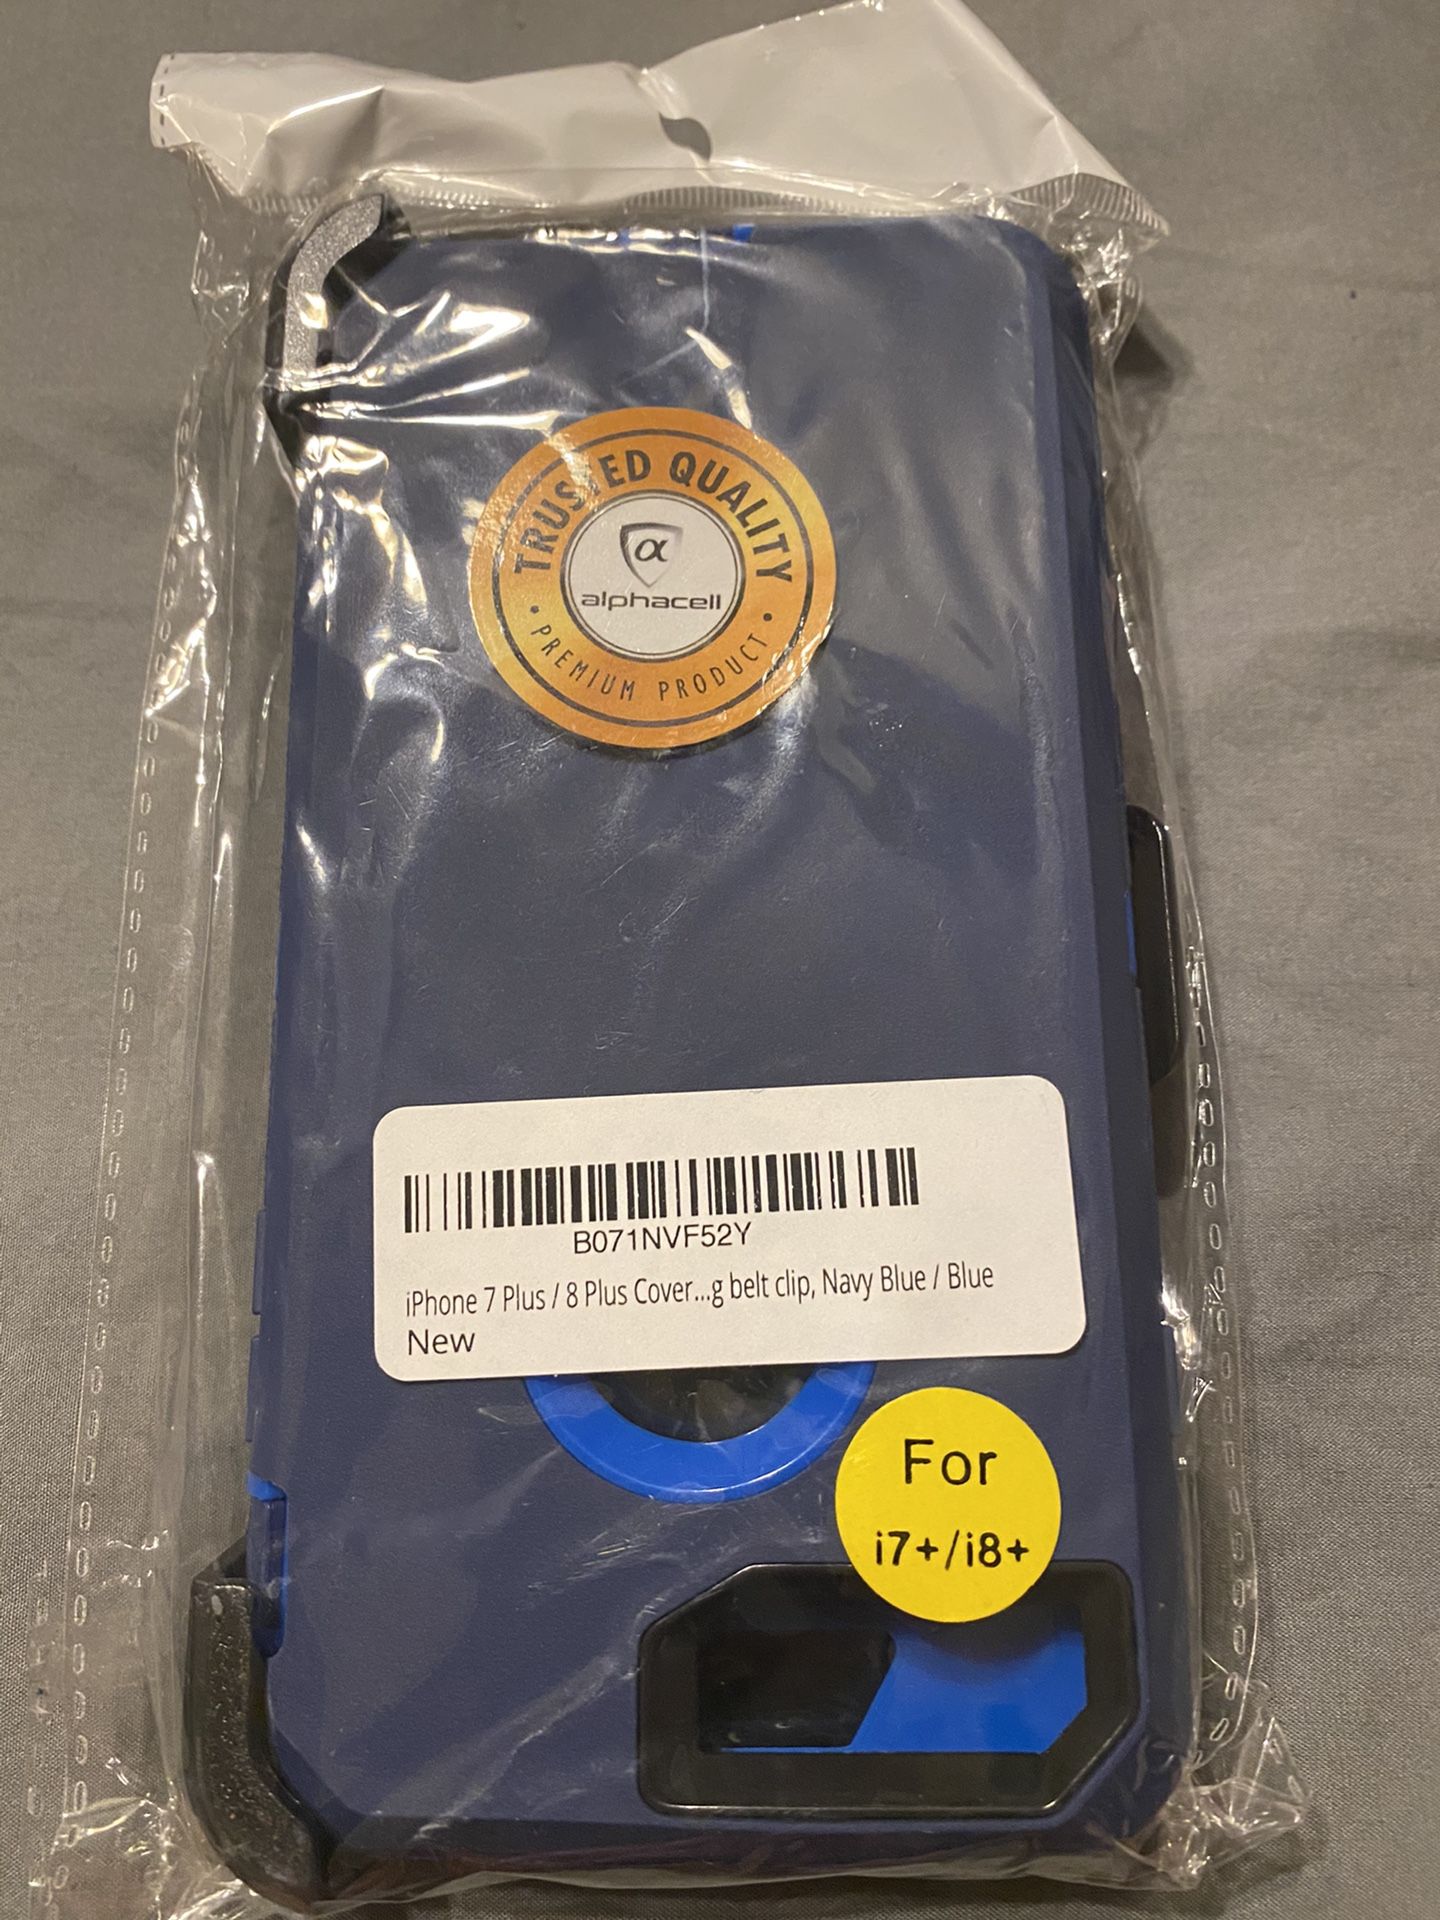 TRUSTED QUALITY
α
alphacell
• PREMIUM PRODUCT •
B071NVF52Y
iPhone 7 Plus / 8 Plus Cover...g belt clip, Navy Blue / Blue
New
For
i7+/i8+